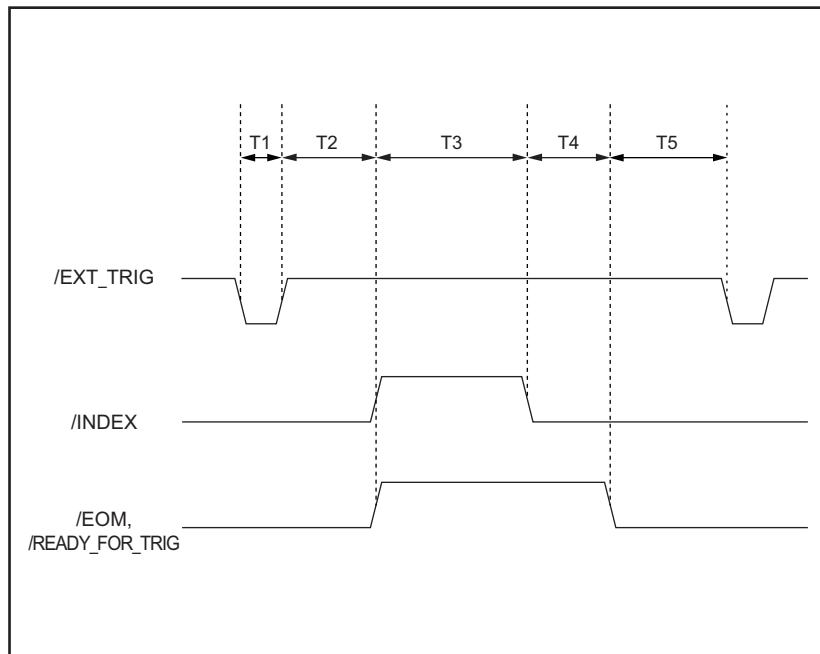 T1 T2 T3 T4 T5
/EXT_TRIG
/INDEX
/EOM,
/READY_FOR_TRIG